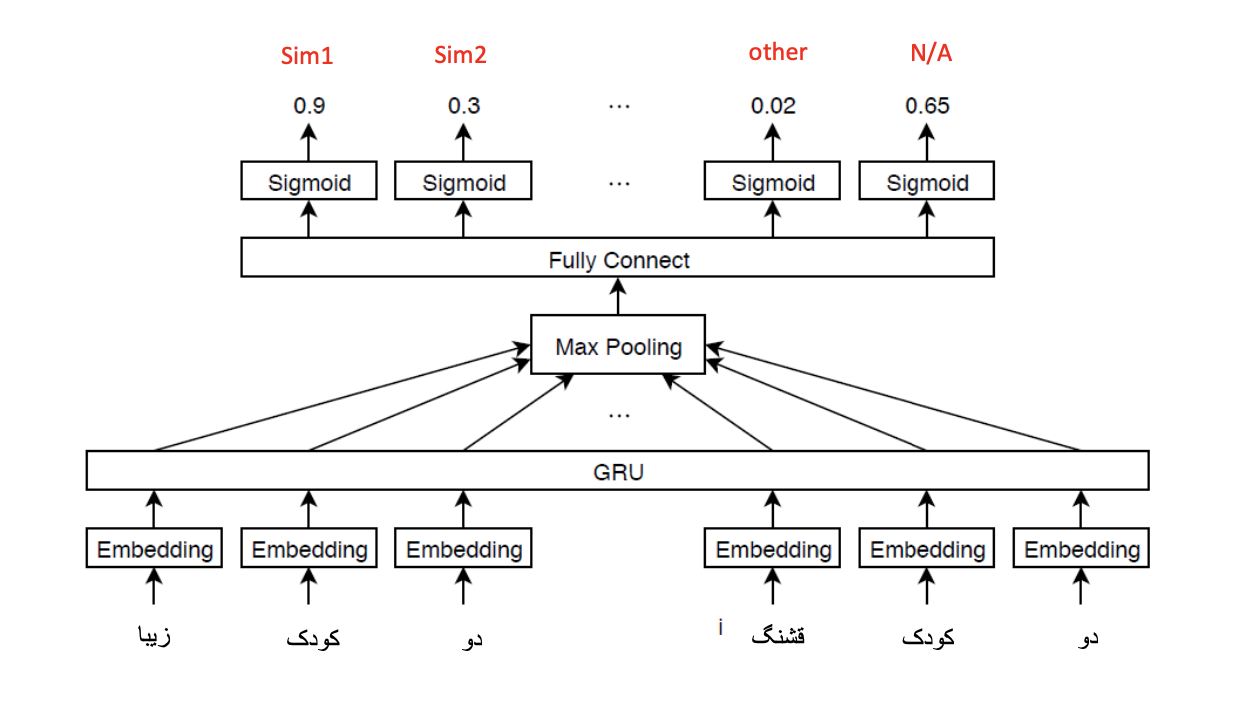 Sim1 Sim2 other N/A
0.9 0.3 ... 0.02 0.65
Sigmoid Sigmoid ... Sigmoid Sigmoid
Fully Connect
Max Pooling
...
GRU
Embedding Embedding Embedding Embedding Embedding Embedding
زیبا کودک دو i قشنگ کودک دو